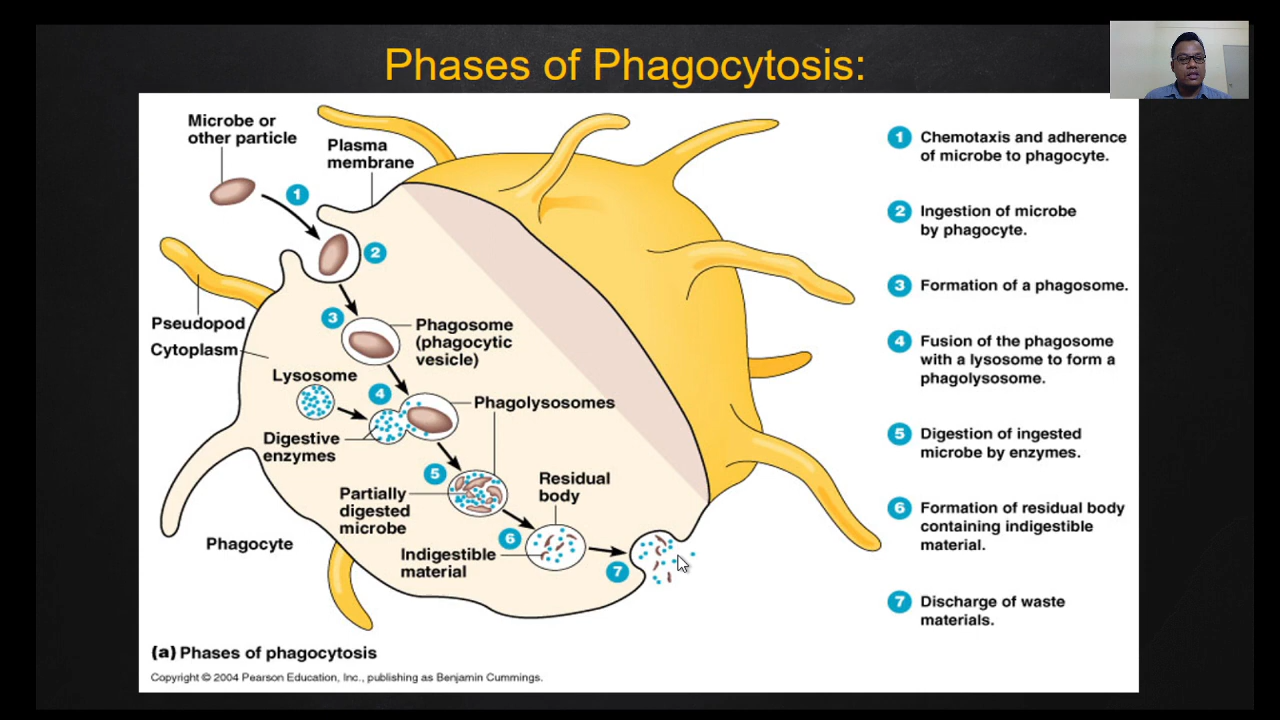 Phases of Phagocytosis:
Microbe or
other particle
Plasma
membrane
1
2
Pseudopod
Cytoplasm
3
Phagosome
(phagocytic
vesicle)
Lysosome
4
Phagolysosomes
Digestive
enzymes
5
Partially
digested
microbe
Residual
body
6
Indigestible
material
7
Phagocyte
1 Chemotaxis and adherence
of microbe to phagocyte.
2 Ingestion of microbe
by phagocyte.
3 Formation of a phagosome.
4 Fusion of the phagosome
with a lysosome to form a
phagolysosome.
5 Digestion of ingested
microbe by enzymes.
6 Formation of residual body
containing indigestible
material.
7 Discharge of waste
materials.
(a) Phases of phagocytosis
Copyright © 2004 Pearson Education, Inc., publishing as Benjamin Cummings.